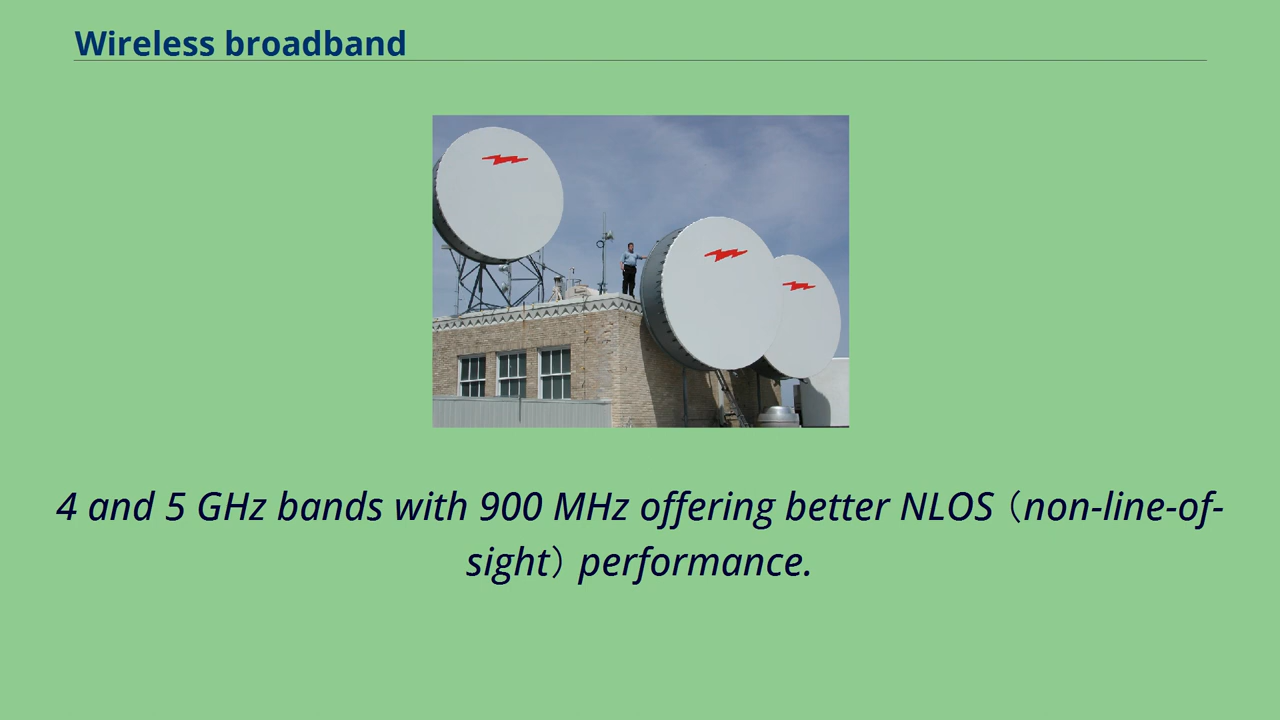 Wireless broadband
4 and 5 GHz bands with 900 MHz offering better NLOS（non-line-of-
sight）performance.